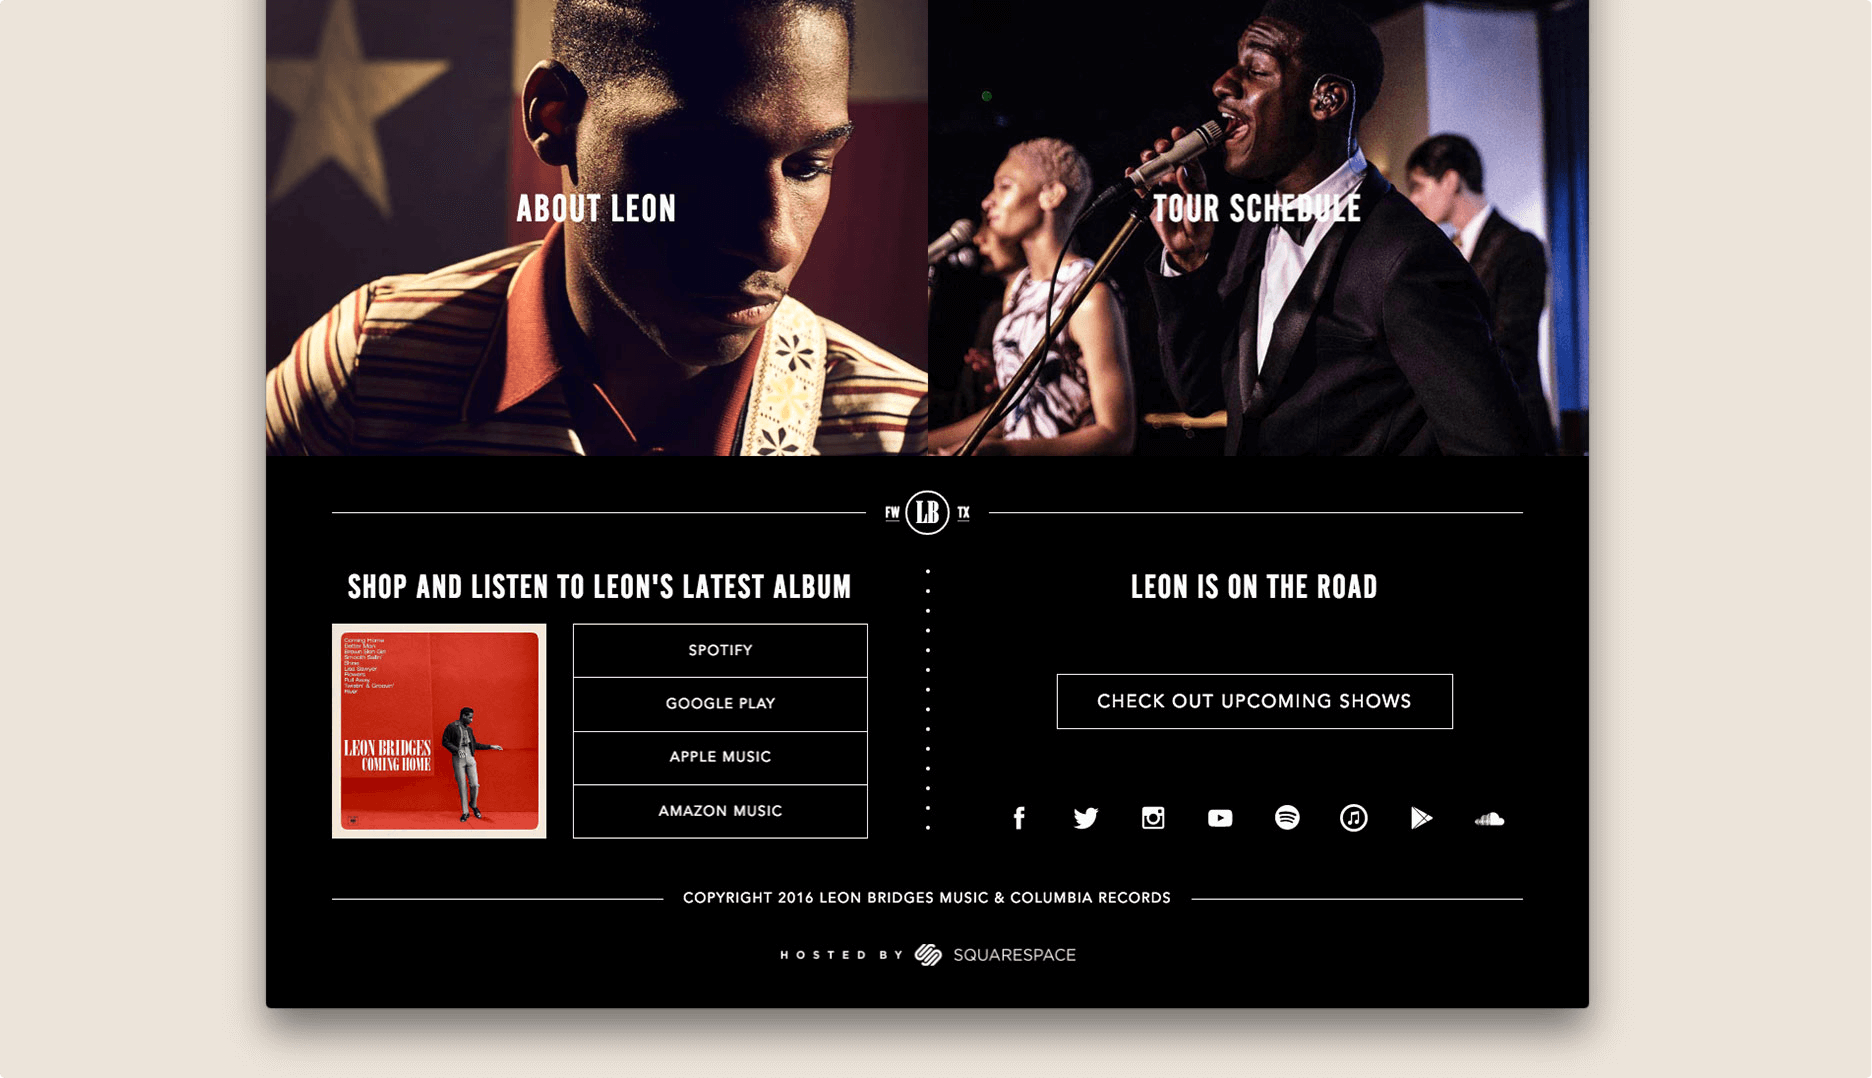 ABOUT LEON
TOUR SCHEDULE
FW LB TX
SHOP AND LISTEN TO LEON'S LATEST ALBUM
Coming Home
Better Man
Brown Skin Girl
Smooth Sailin'
Shine
Lisa Sawyer
Flowers
Pull Away
Twistin' & Groovin'
River
LEON BRIDGES
COMING HOME
SPOTIFY
GOOGLE PLAY
APPLE MUSIC
AMAZON MUSIC
LEON IS ON THE ROAD
CHECK OUT UPCOMING SHOWS
COPYRIGHT 2016 LEON BRIDGES MUSIC & COLUMBIA RECORDS
HOSTED BY SQUARESPACE